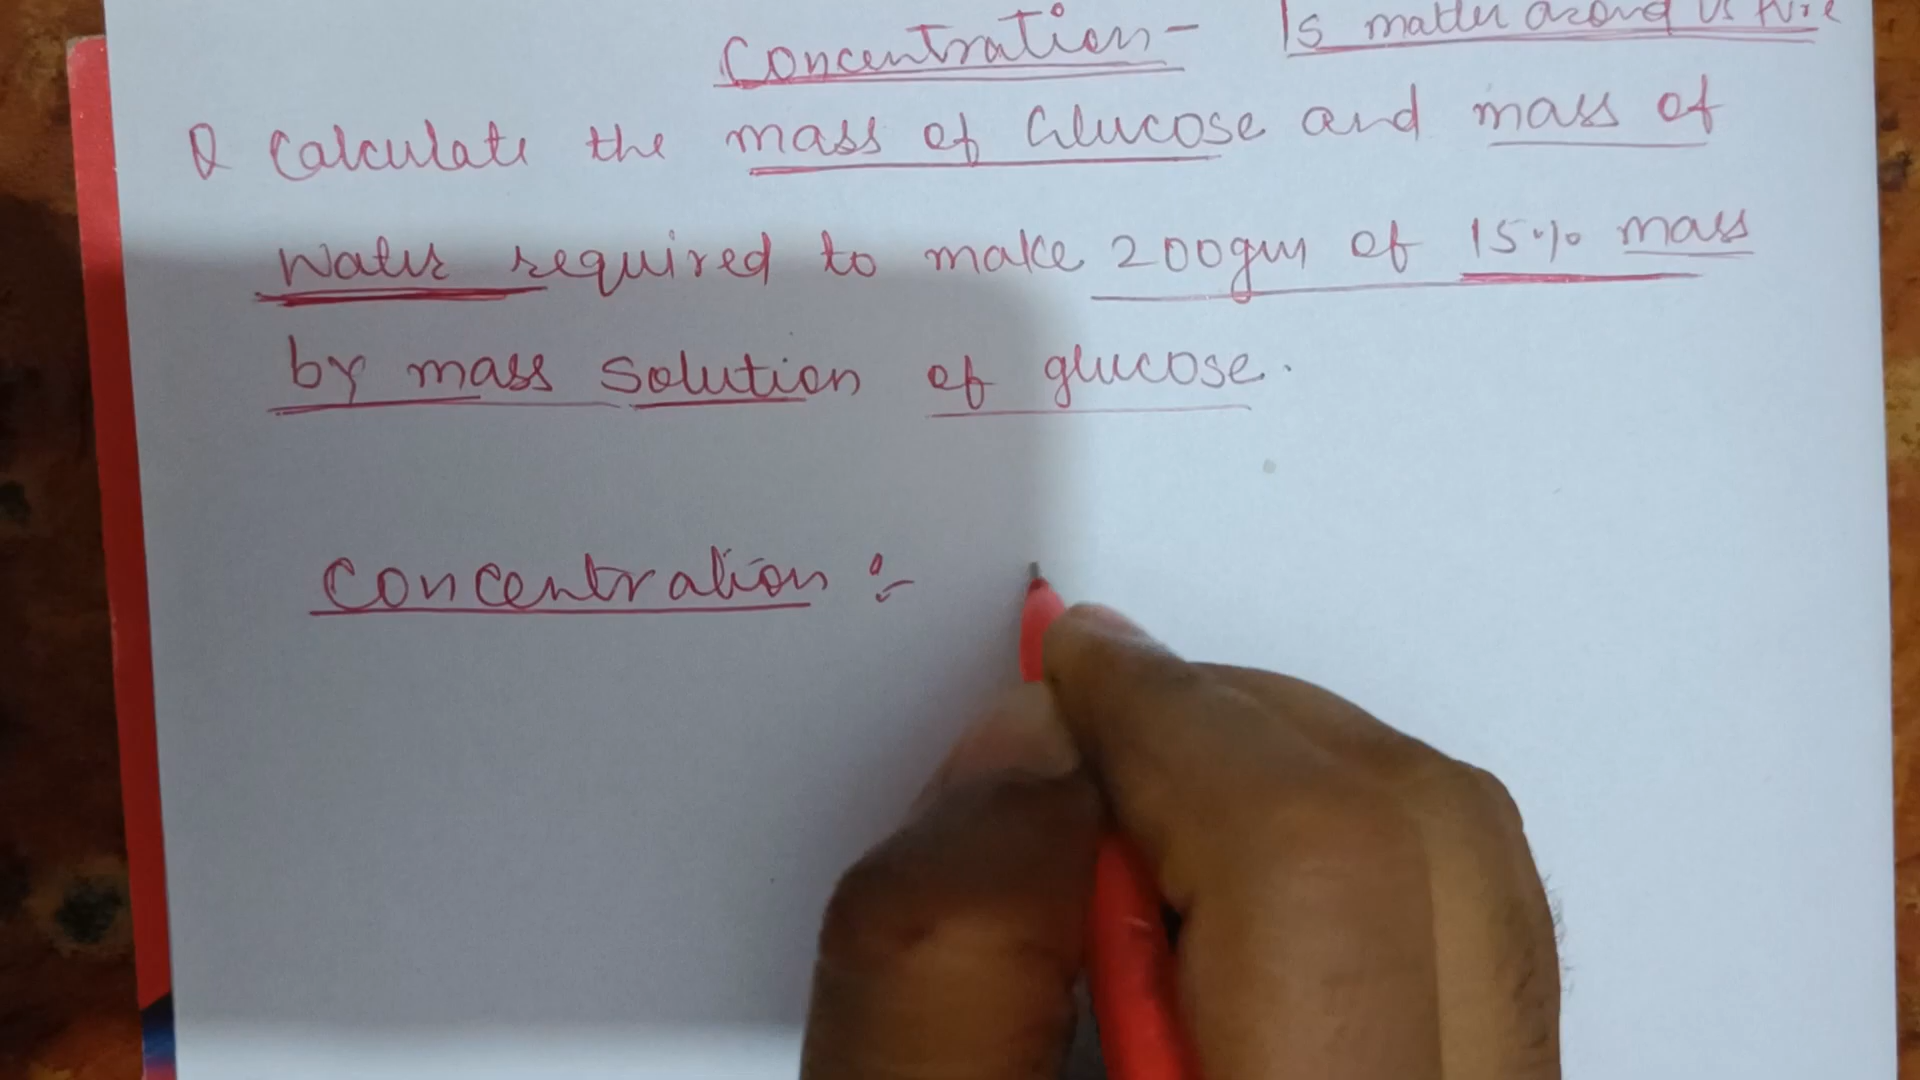 Concentration - Is matter around us Pure
Q Calculate the mass of Glucose and mass of
Water required to make 200gm of 15% mass
by mass solution of glucose.
Concentration :-